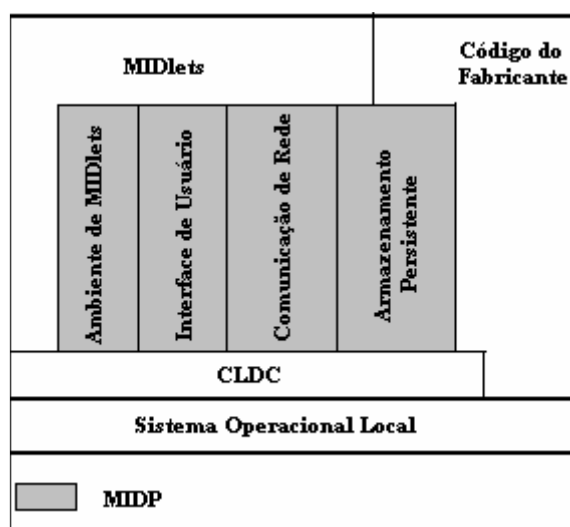 MIDlets
Código do
Fabricante
Ambiente de MIDlets
Interface de Usuário
Comunicação de Rede
Armazenamento
Persistente
CLDC
Sistema Operacional Local
MIDP